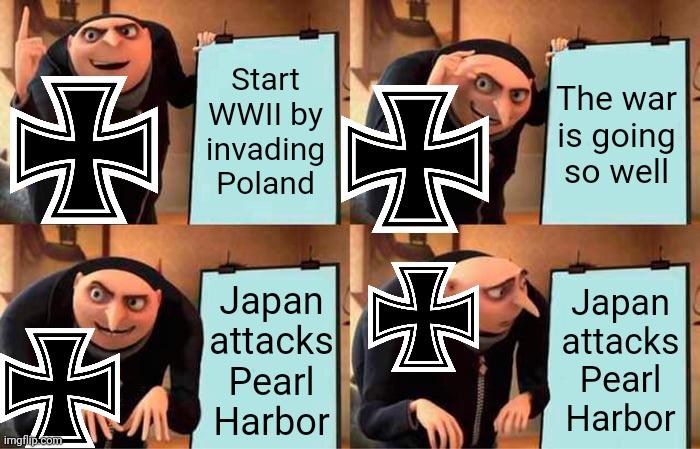 Start
WWII by
invading
Poland
The war
is going
so well
Japan
attacks
Pearl
Harbor
Japan
attacks
Pearl
Harbor
imgflip.com